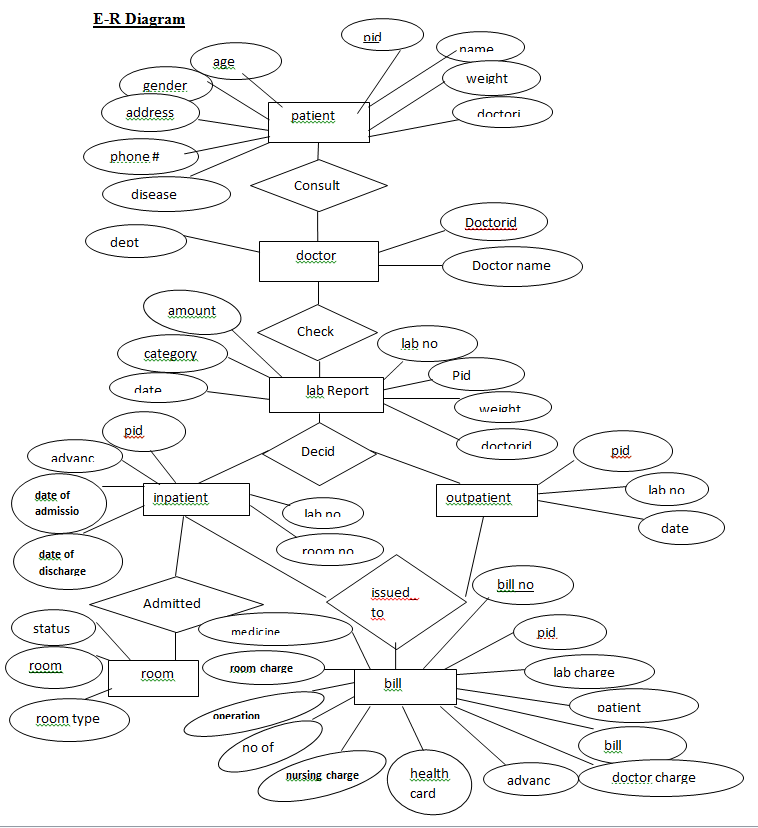 E-R Diagram
pid
name
age
weight
gender
address
doctori
patient
phone #
disease
Consult
Doctorid
dept
doctor
Doctor name
amount
Check
lab no
category
Pid
date
lab Report
weight
pid
doctorid
Decid
pid
advanc
date of
admissio
inpatient
outpatient
lab no
lab no
date
room no
date of
discharge
issued_
to
bill no
Admitted
status
medicine
pid
room
room
room charge
bill
lab charge
room type
operation
patient
no of
bill
nursing charge
health
card
advanc
doctor charge